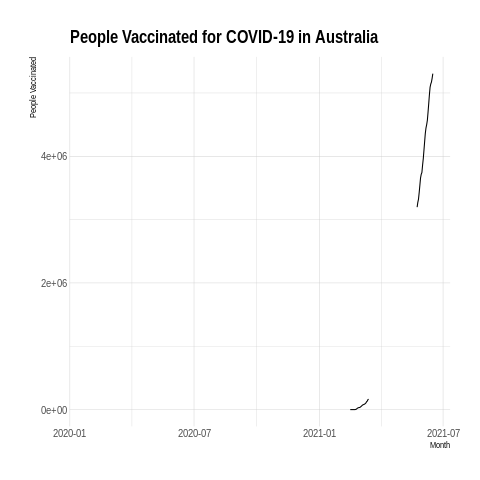 People Vaccinated for COVID-19 in Australia
People Vaccinated
4e+06
2e+06
0e+00
2020-01 2020-07 2021-01 2021-07
Month